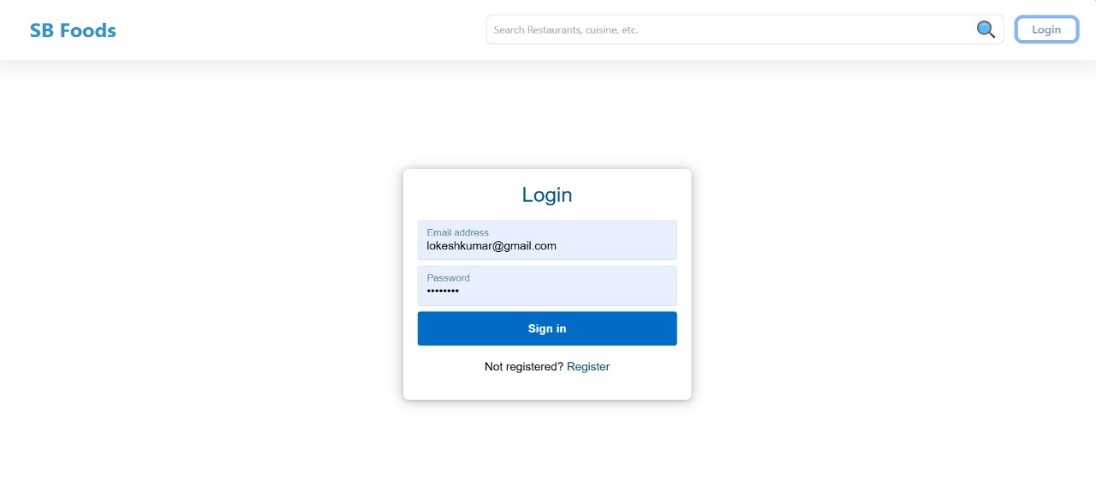 SB Foods
Search Restaurants, cuisine, etc.
Login
Login
Email address
lokeshkumar@gmail.com
Password
••••••••
Sign in
Not registered? Register